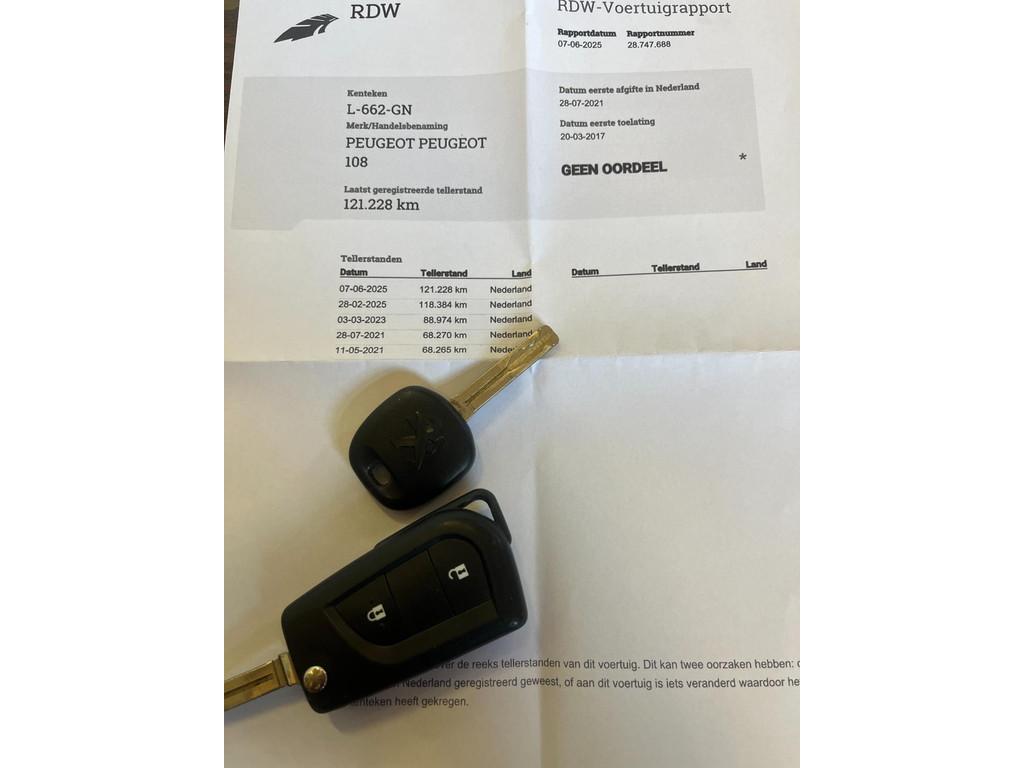 RDW
RDW-Voertuigrapport
Rapportdatum Rapportnummer
07-06-2025 28.747.688
Kenteken
L-662-GN
Merk/Handelsbenaming
PEUGEOT PEUGEOT
108
Laatst geregistreerde tellerstand
121.228 km
Datum eerste afgifte in Nederland
28-07-2021
Datum eerste toelating
20-03-2017
GEEN OORDEEL *
Tellerstanden
Datum Tellerstand Land
07-06-2025 121.228 km Nederland
28-02-2025 118.384 km Nederland
03-03-2023 88.974 km Nederland
28-07-2021 68.270 km Nederland
11-05-2021 68.265 km Nede
Datum Tellerstand Land
de reeks tellerstanden van dit voertuig. Dit kan twee oorzaken hebben:
Nederland geregistreerd geweest, of aan dit voertuig is iets veranderd waardoor
heeft gekregen.